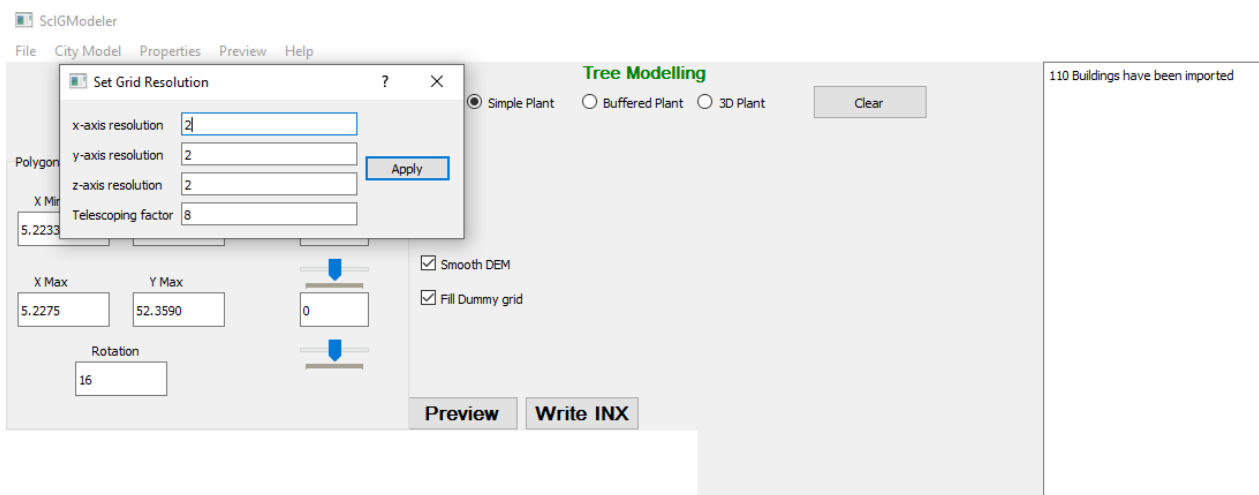 ScIGModeler
File City Model Properties Preview Help
Set Grid Resolution ? 
x-axis resolution 2
y-axis resolution 2
z-axis resolution 2
Telescoping factor 8
Apply
Tree Modelling
Simple Plant Buffered Plant 3D Plant Clear
110 Buildings have been imported
Polygon
X Min
5.2233
X Max Y Max
5.2275 52.3590 0
Rotation
16
Smooth DEM
Fill Dummy grid
Preview Write INX